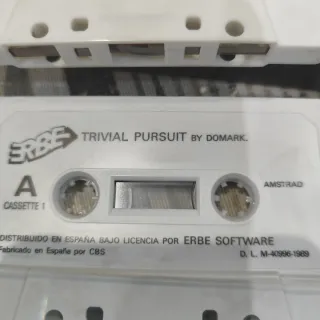 ERBE TRIVIAL PURSUIT BY DOMARK.
A
CASSETTE 1
AMSTRAD
DISTRIBUIDO EN ESPAÑA BAJO LICENCIA POR ERBE SOFTWARE
Fabricado en España por CBS
D. L. M-40996-1989